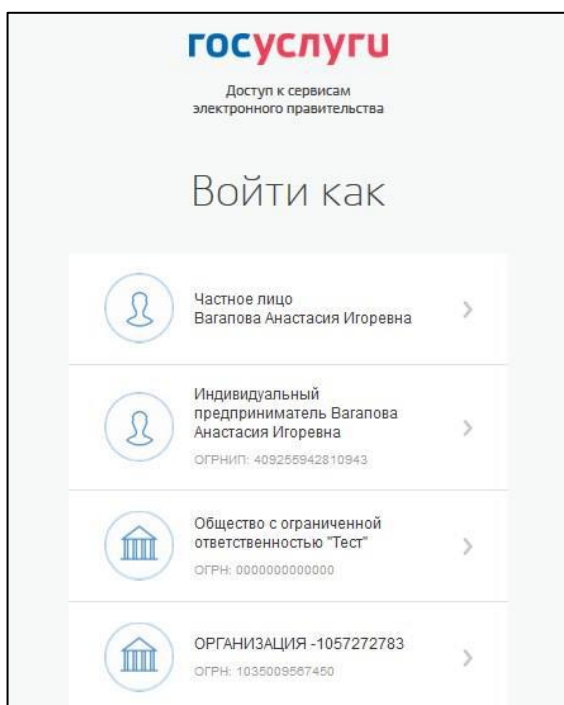 госуслуги
Доступ к сервисам
электронного правительства
Войти как
Частное лицо
Вагапова Анастасия Игоревна
Индивидуальный
предприниматель Вагапова
Анастасия Игоревна
ОГРНИП: 409255942810943
Общество с ограниченной
ответственностью "Тест"
ОГРН: 0000000000000
ОРГАНИЗАЦИЯ -1057272783
ОГРН: 1035009567450